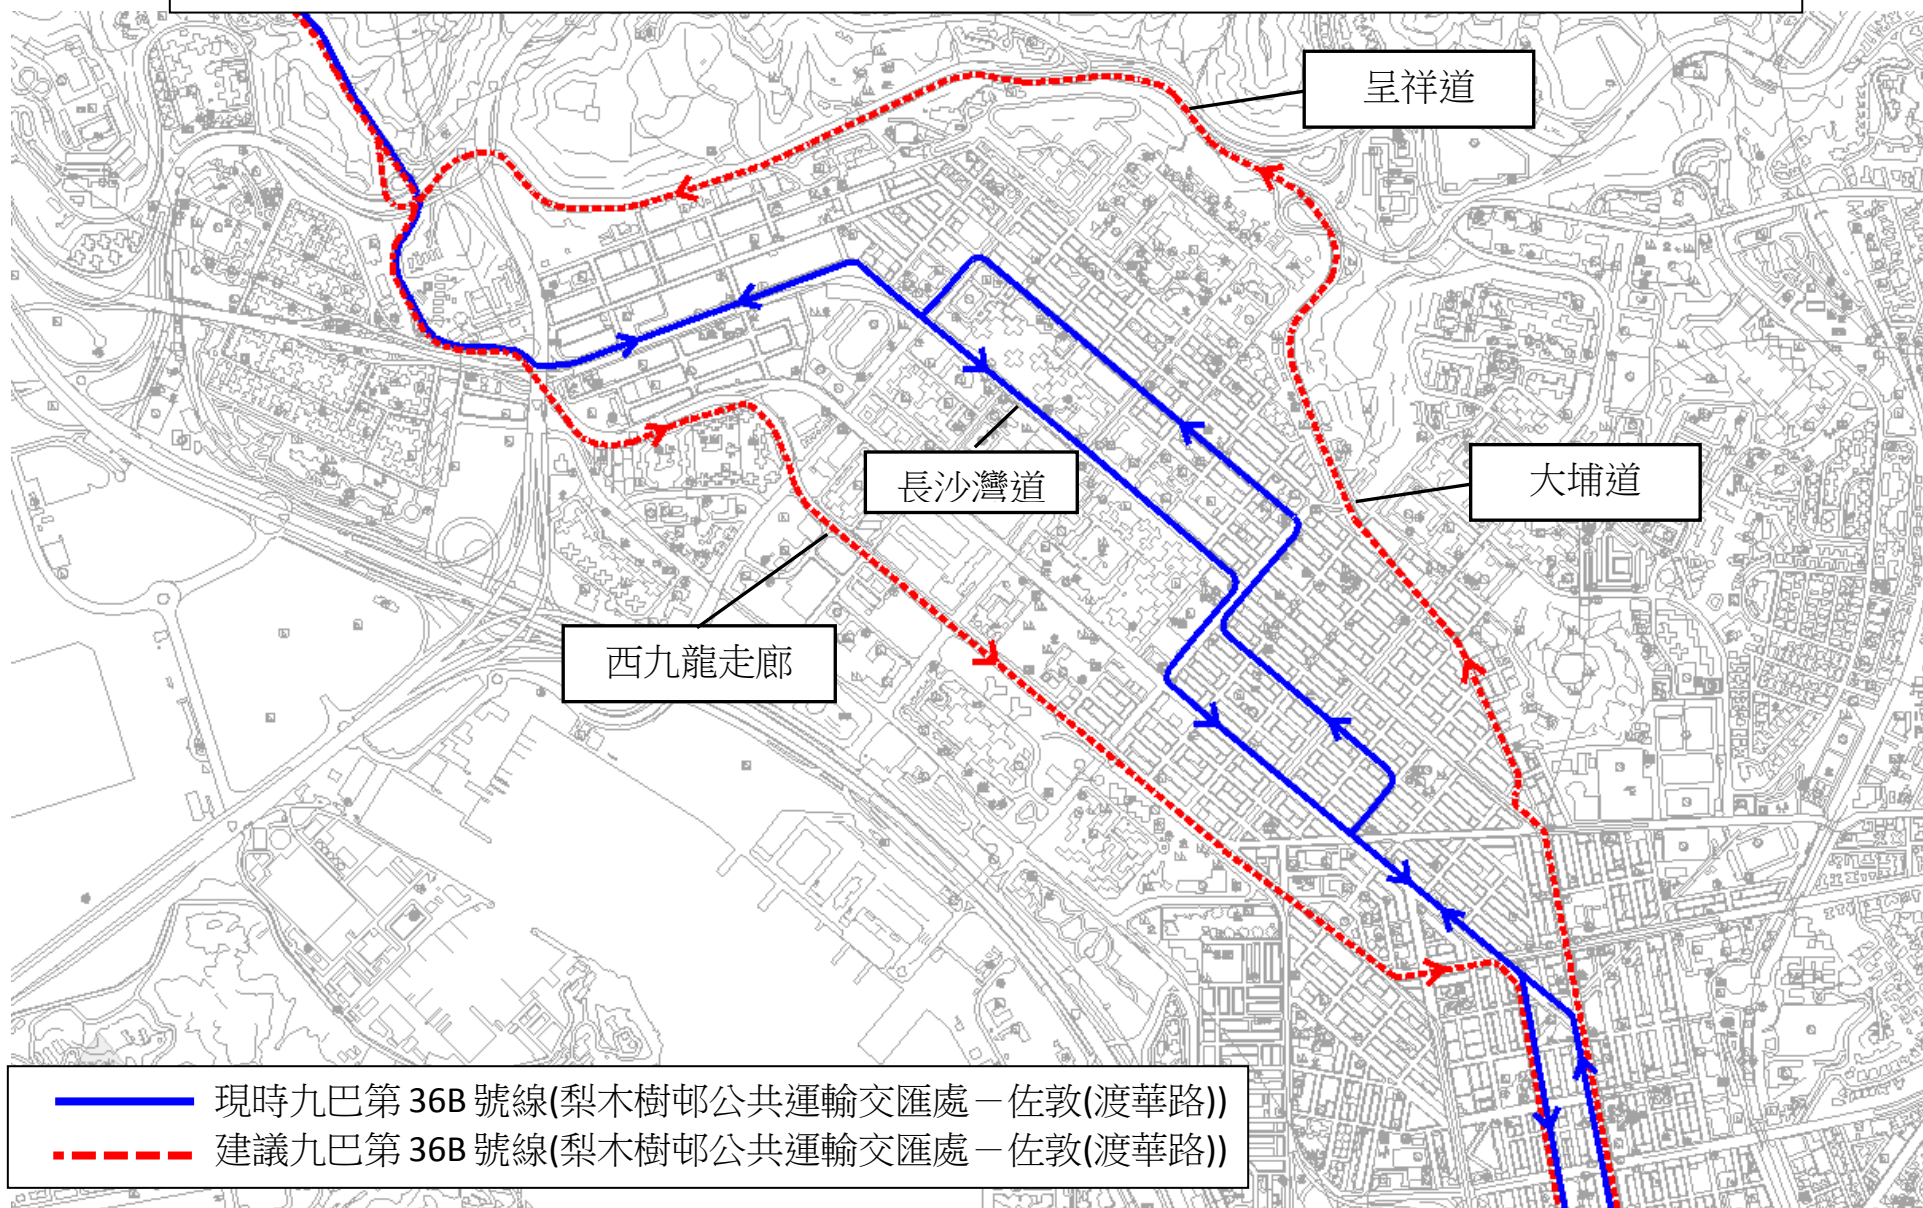 呈祥道
大埔道
長沙灣道
西九龍走廊
現時九巴第 36B 號線(梨木樹邨公共運輸交匯處－佐敦(渡華路))
建議九巴第 36B 號線(梨木樹邨公共運輸交匯處－佐敦(渡華路))